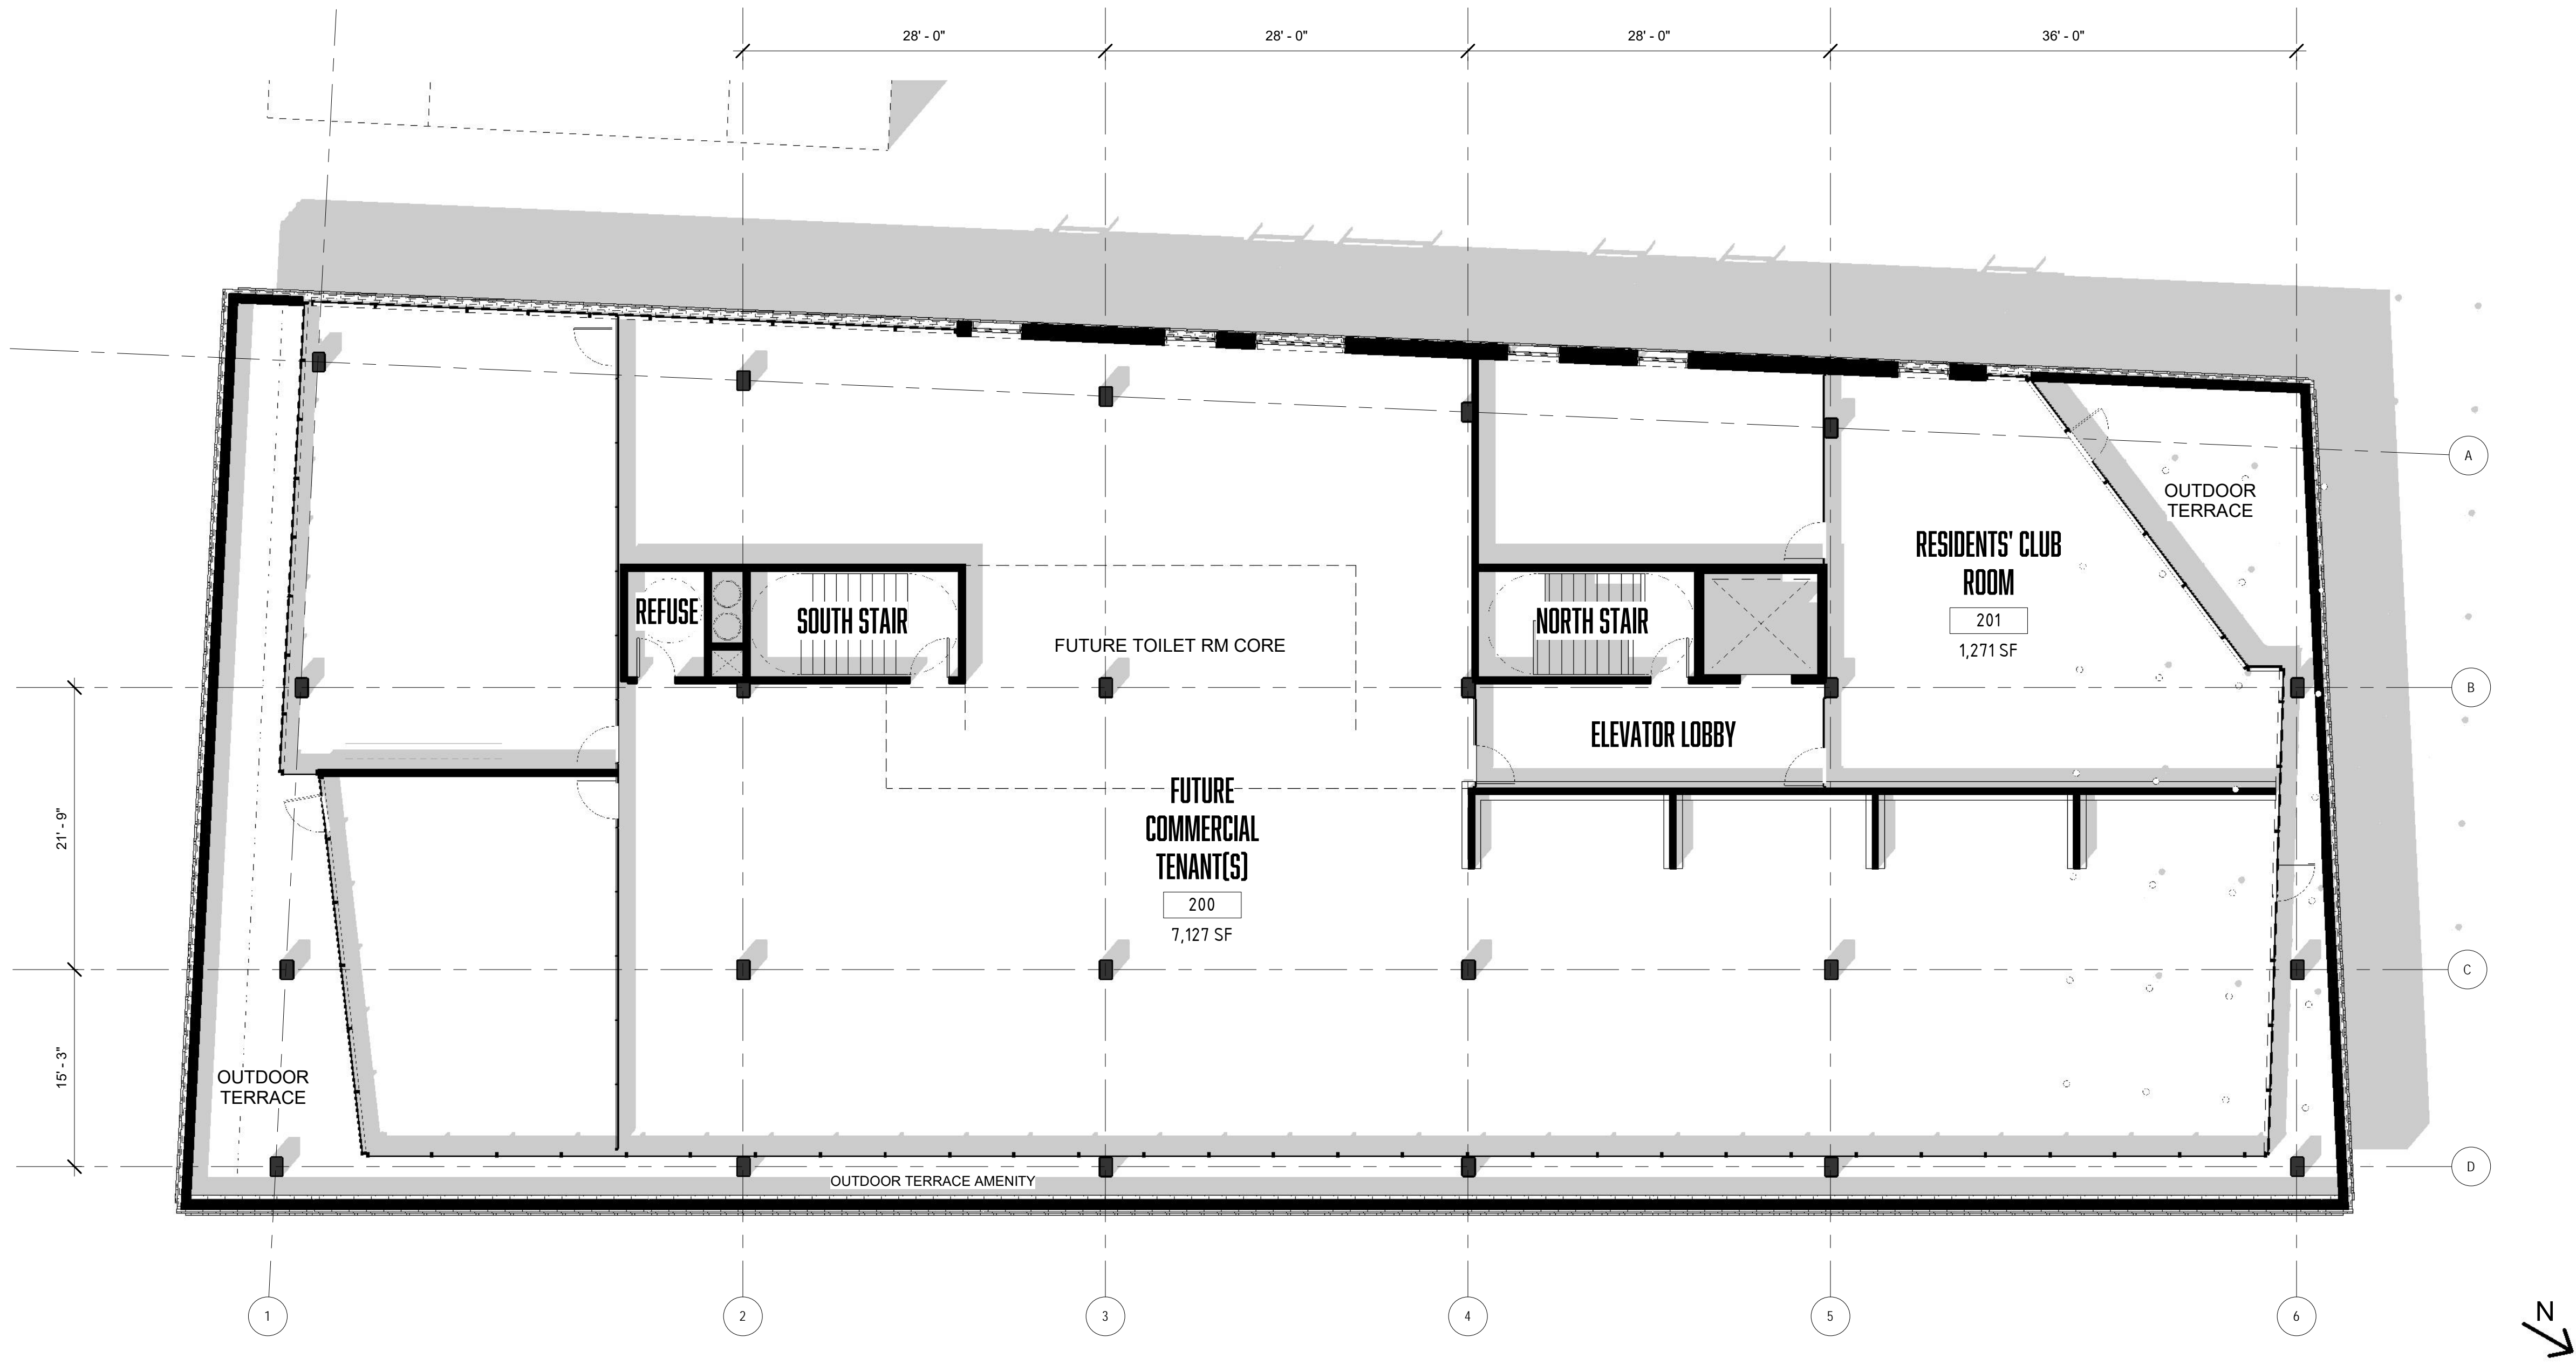 28' - 0"
28' - 0"
28' - 0"
36' - 0"
A
OUTDOOR
TERRACE
RESIDENTS' CLUB
ROOM
201
1,271 SF
REFUSE
SOUTH STAIR
NORTH STAIR
FUTURE TOILET RM CORE
B
ELEVATOR LOBBY
FUTURE
COMMERCIAL
TENANT(S)
200
7,127 SF
21' - 9"
C
15' - 3"
OUTDOOR
TERRACE
D
OUTDOOR TERRACE AMENITY
1
2
3
4
5
6
N